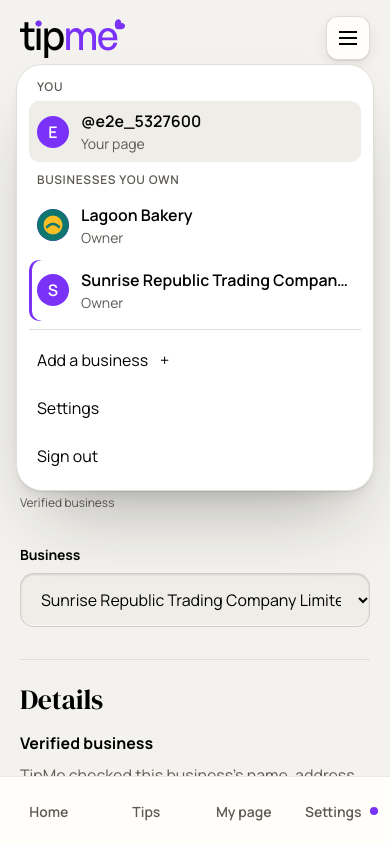 tipme
YOU
E
@e2e_5327600
Your page
BUSINESSES YOU OWN
Lagoon Bakery
Owner
S
Sunrise Republic Trading Compan...
Owner
Add a business +
Settings
Sign out
Verified business
Business
Sunrise Republic Trading Company Limite
Details
Verified business
TipMe checked this business's name, address
Home
Tips
My page
Settings